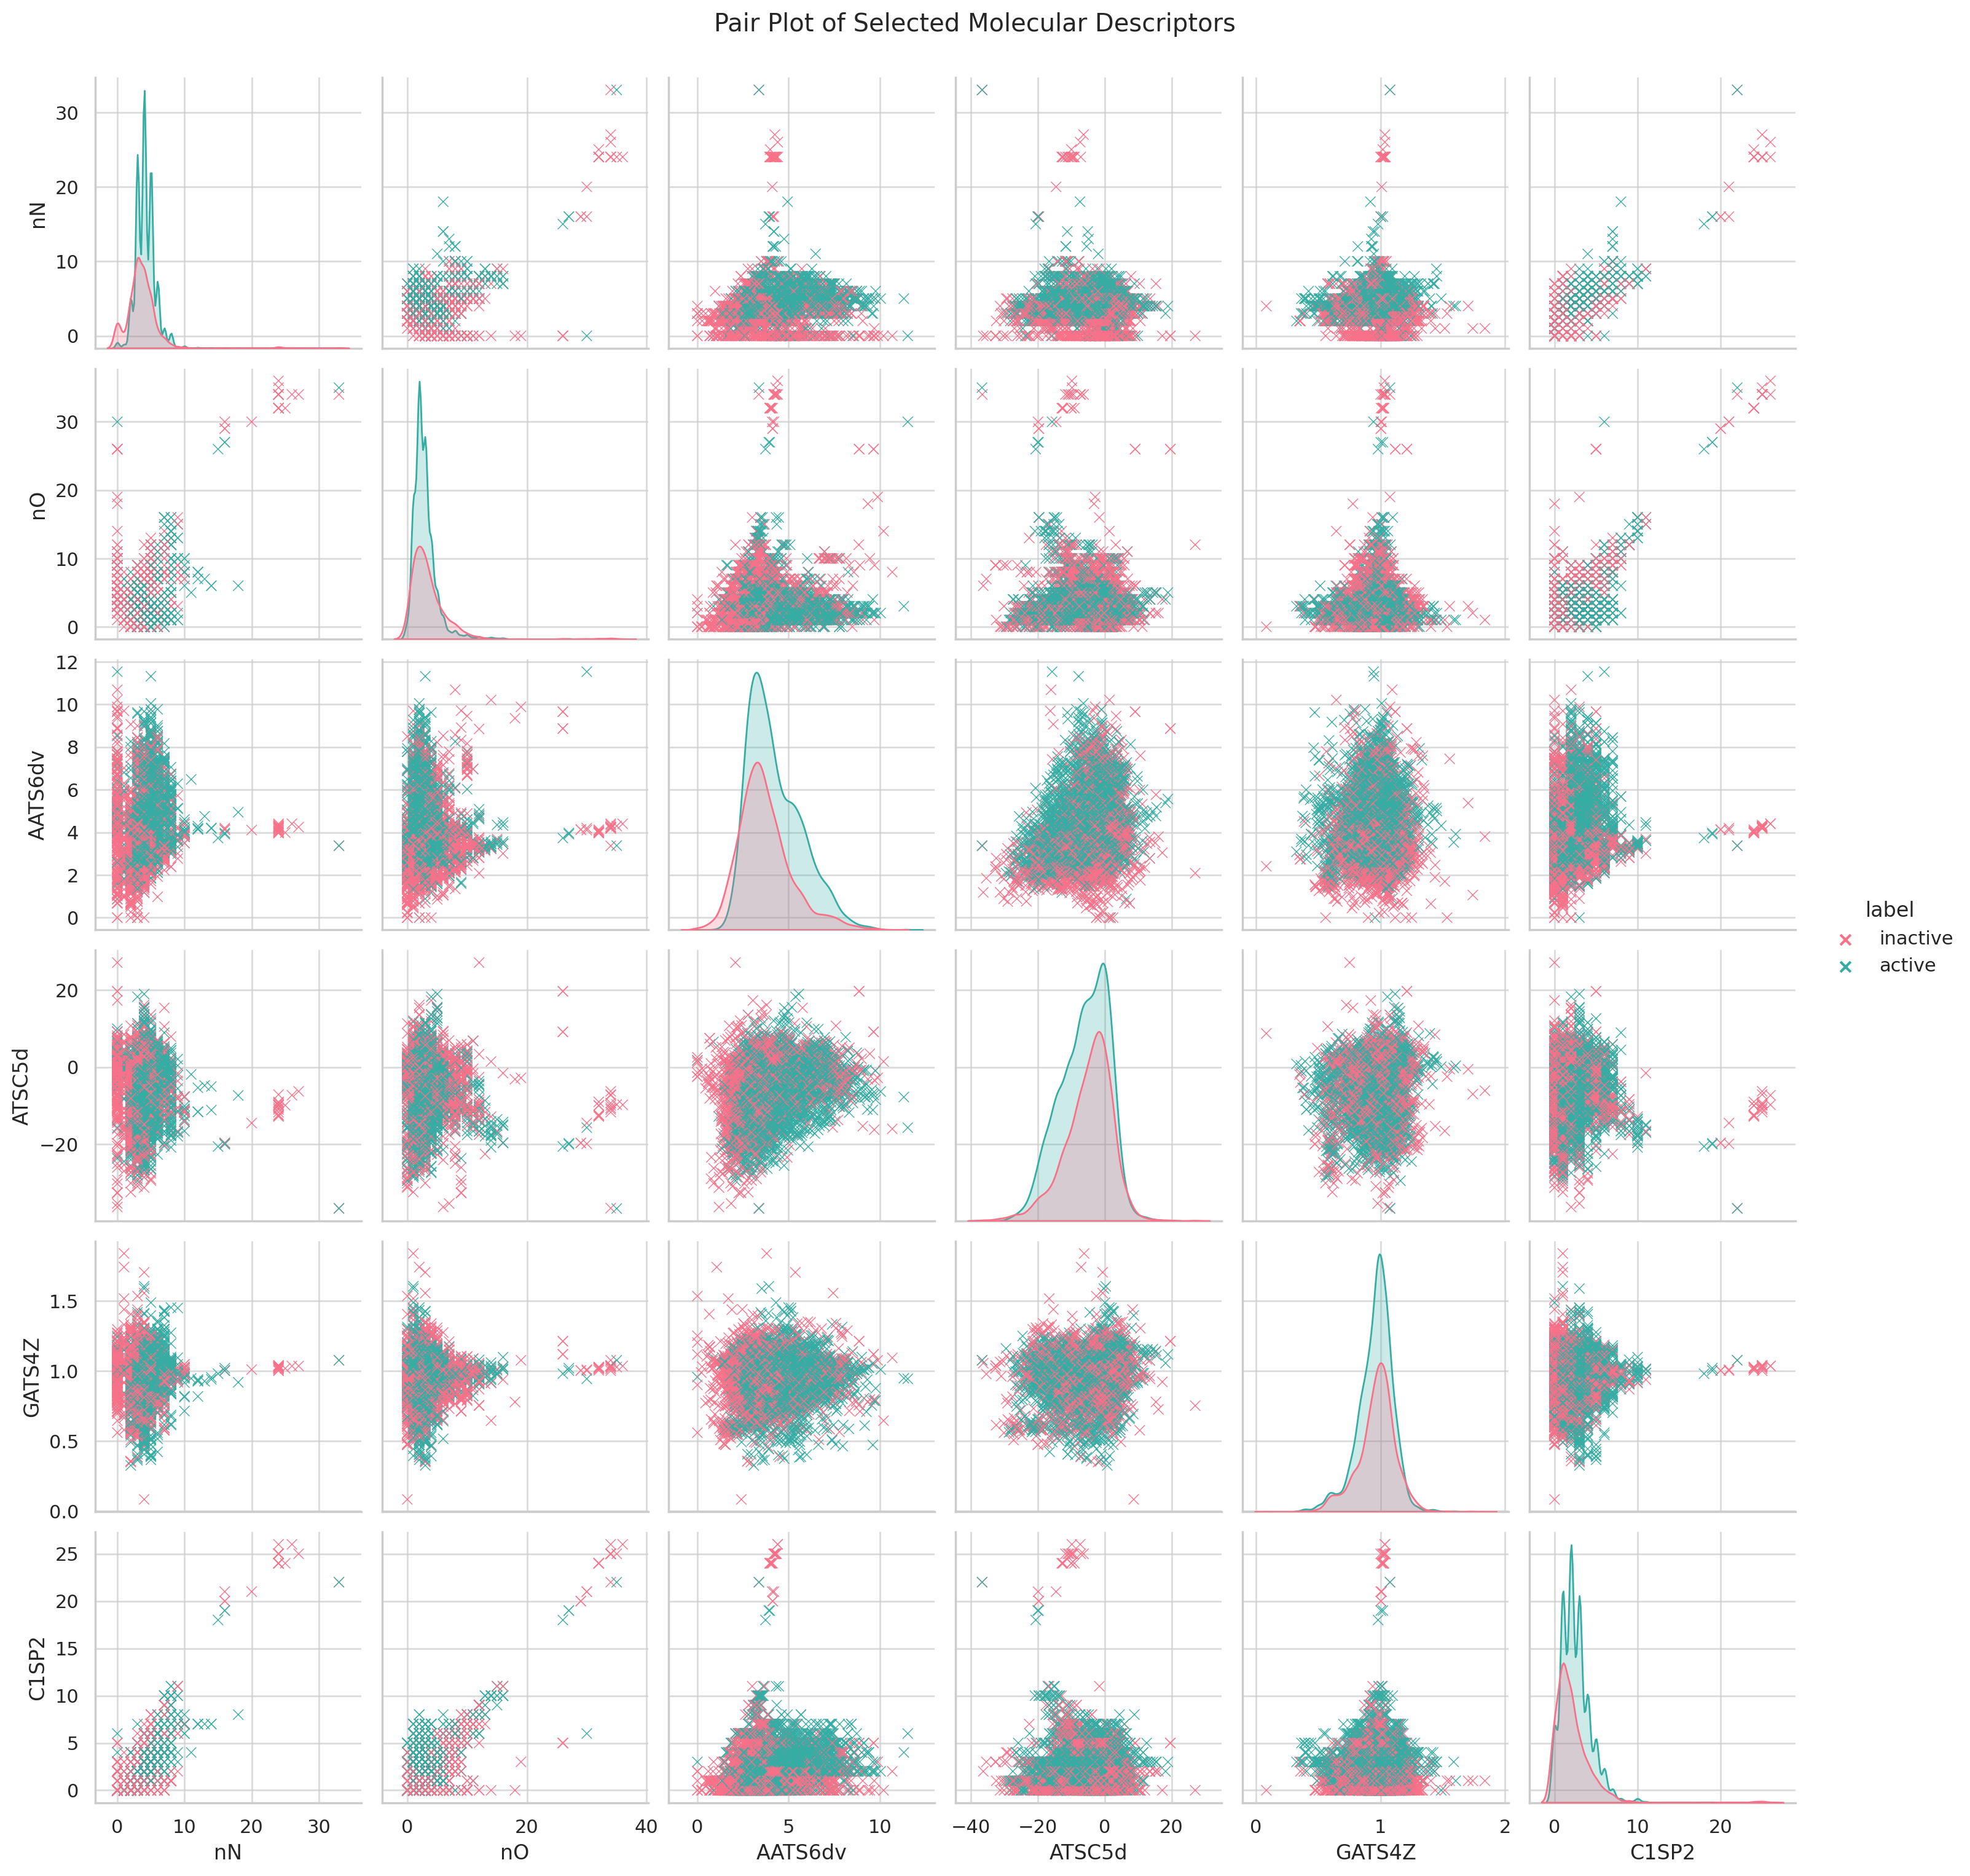 Pair Plot of Selected Molecular Descriptors
30
20
10
0
nN
30
20
10
0
nO
12
10
8
6
4
2
0
AATS6dv
20
0
−20
ATSC5d
1.5
1.0
0.5
0.0
GATS4Z
25
20
15
10
5
0
C1SP2
0 10 20 30
nN
0 20 40
nO
0 5 10
AATS6dv
−40 −20 0 20
ATSC5d
0 1 2
GATS4Z
0 10 20
C1SP2
label
inactive
active